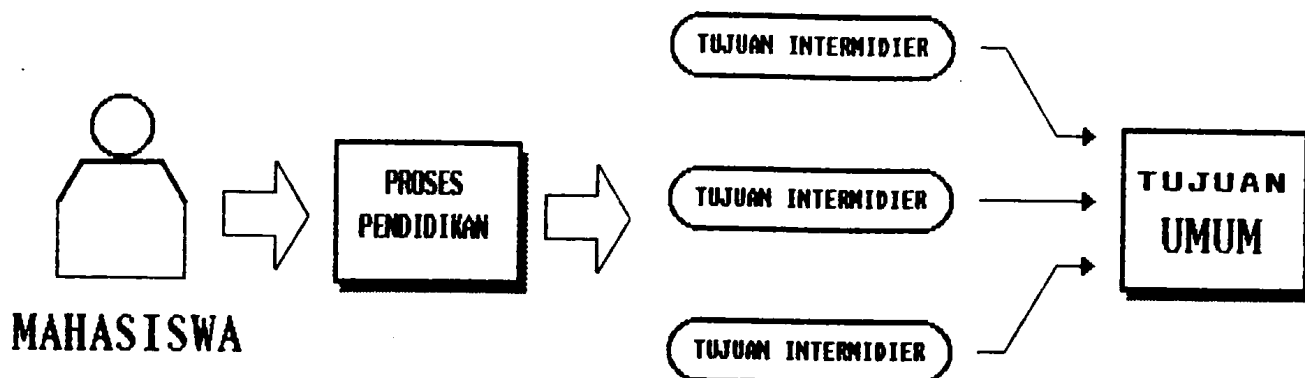 MAHASISWA
PROSES
PENDIDIKAN
TUJUAN INTERMIDIER
TUJUAN INTERMIDIER
TUJUAN INTERMIDIER
TUJUAN
UMUM